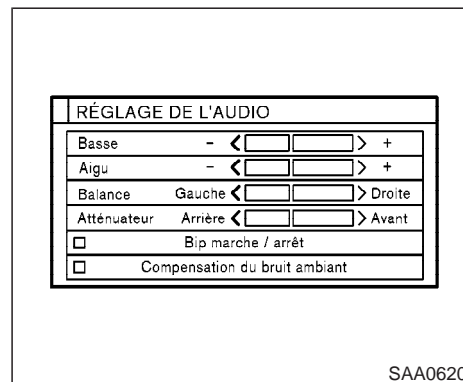 RÉGLAGE DE L'AUDIO
Basse - < > +
Aigu - < > +
Balance Gauche < > Droite
Atténuateur Arrière < > Avant
Bip marche / arrêt
Compensation du bruit ambiant
SAA0620